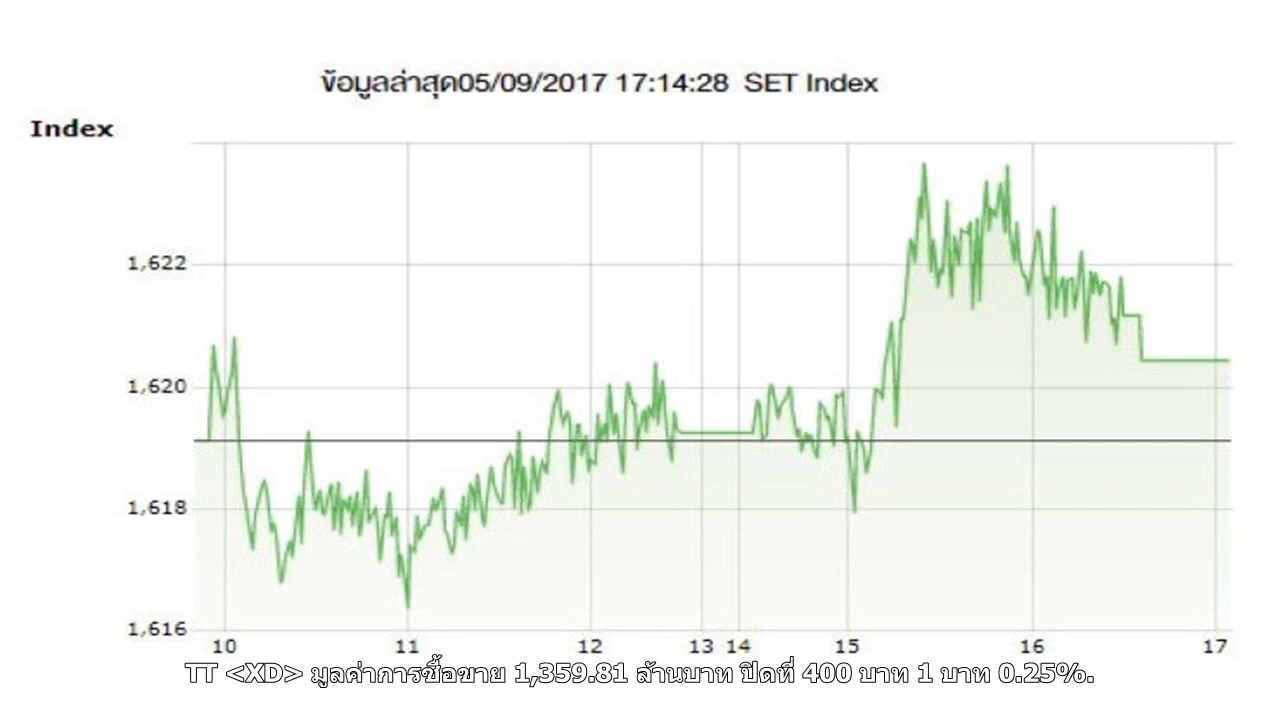 ข้อมูลล่าสุด05/09/2017 17:14:28 SET Index
Index
1,622
1,620
1,618
1,616
10 11 12 13 14 15 16 17
TT <XD> มูลค่าการซื้อขาย 1,359.81 ล้านบาท ปิดที่ 400 บาท 1 บาท 0.25%.